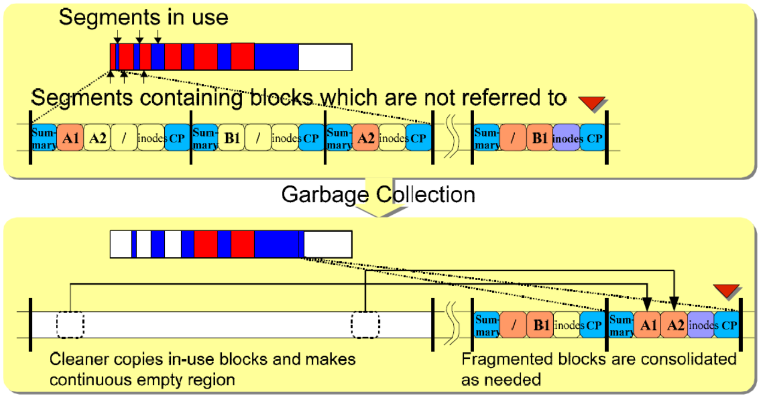 Segments in use
Segments containing blocks which are not referred to
Sum-
mary
A1
A2
/
inodes
CP
Sum-
mary
B1
/
inodes
CP
Sum-
mary
A2
inodes
CP
Sum-
mary
/
B1
inodes
CP
Garbage Collection
Sum-
mary
/
B1
inodes
CP
Sum-
mary
A1
A2
inodes
CP
Cleaner copies in-use blocks and makes
continuous empty region
Fragmented blocks are consolidated
as needed